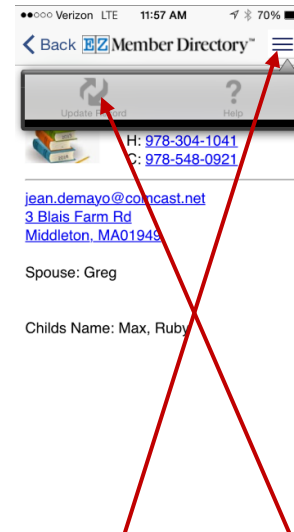 Verizon LTE 11:57 AM 70%
Back EZ Member Directory™
Update Record Help
H: 978-304-1041
C: 978-548-0921
jean.demayo@comcast.net
3 Blais Farm Rd
Middleton, MA01949
Spouse: Greg
Childs Name: Max, Ruby